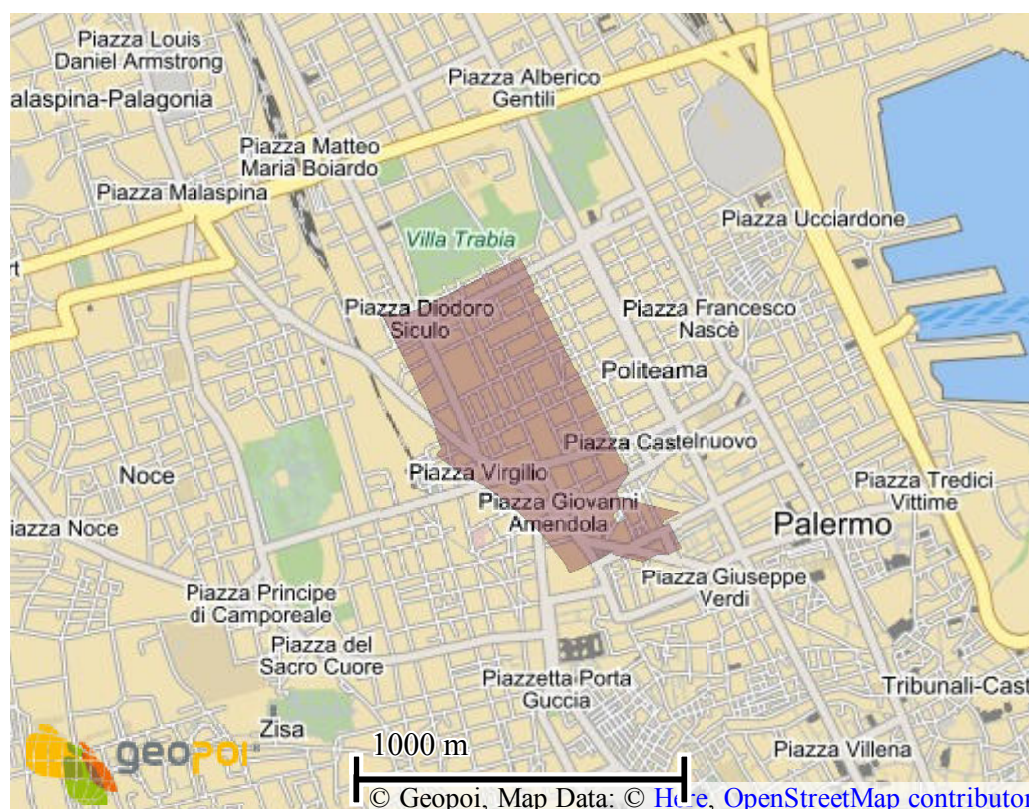 Piazza Louis
Daniel Armstrong
alaspina-Palagonia
Piazza Alberico
Gentili
Piazza Matteo
Maria Boiardo
Piazza Malaspina
Piazza Ucciardone
Villa Trabia
rt
Piazza Diodoro
Siculo
Piazza Francesco
Nascè
Politeama
Piazza Castelnuovo
Noce
Piazza Virgilio
Piazza Tredici
Vittime
Piazza Giovanni
Amendola
Piazza Noce
Palermo
Piazza Giuseppe
Verdi
Piazza Principe
di Camporeale
Piazza del
Sacro Cuore
Piazzetta Porta
Guccia
Tribunali-Cast
Zisa
geopoi
1000 m
Piazza Villena
© Geopoi, Map Data: © Here, OpenStreetMap contributor